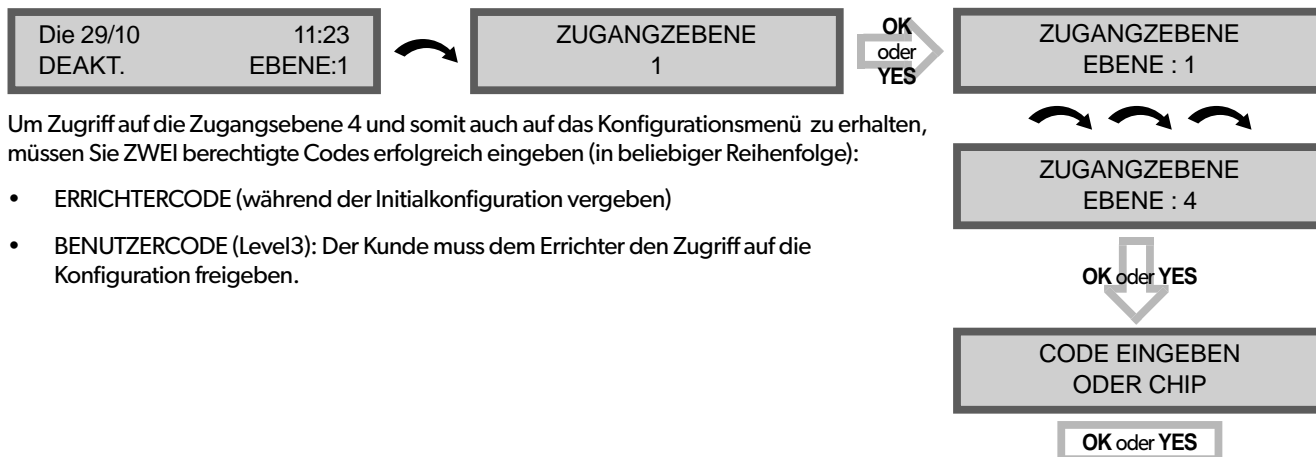 Die 29/10 11:23
DEAKT. EBENE:1
ZUGANGZEBENE
1
OK
oder
YES
ZUGANGZEBENE
EBENE : 1
Um Zugriff auf die Zugangsebene 4 und somit auch auf das Konfigurationsmenü zu erhalten,
müssen Sie ZWEI berechtigte Codes erfolgreich eingeben (in beliebiger Reihenfolge):
• ERRICHTERCODE (während der Initialkonfiguration vergeben)
• BENUTZERCODE (Level3): Der Kunde muss dem Errichter den Zugriff auf die
Konfiguration freigeben.
ZUGANGZEBENE
EBENE : 4
OK oder YES
CODE EINGEBEN
ODER CHIP
OK oder YES